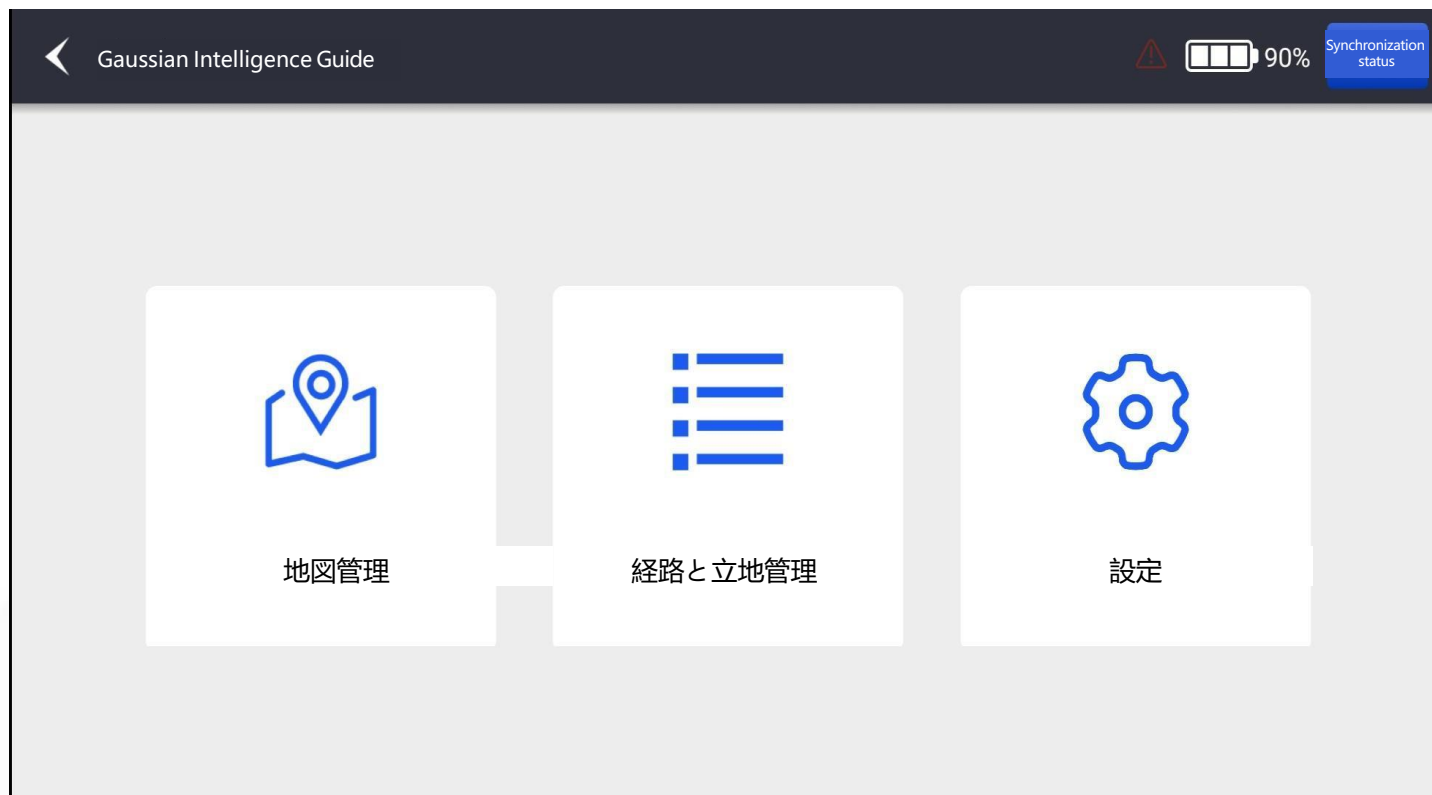 Gaussian Intelligence Guide
90%
Synchronization
status
地図管理
経路と立地管理
設定